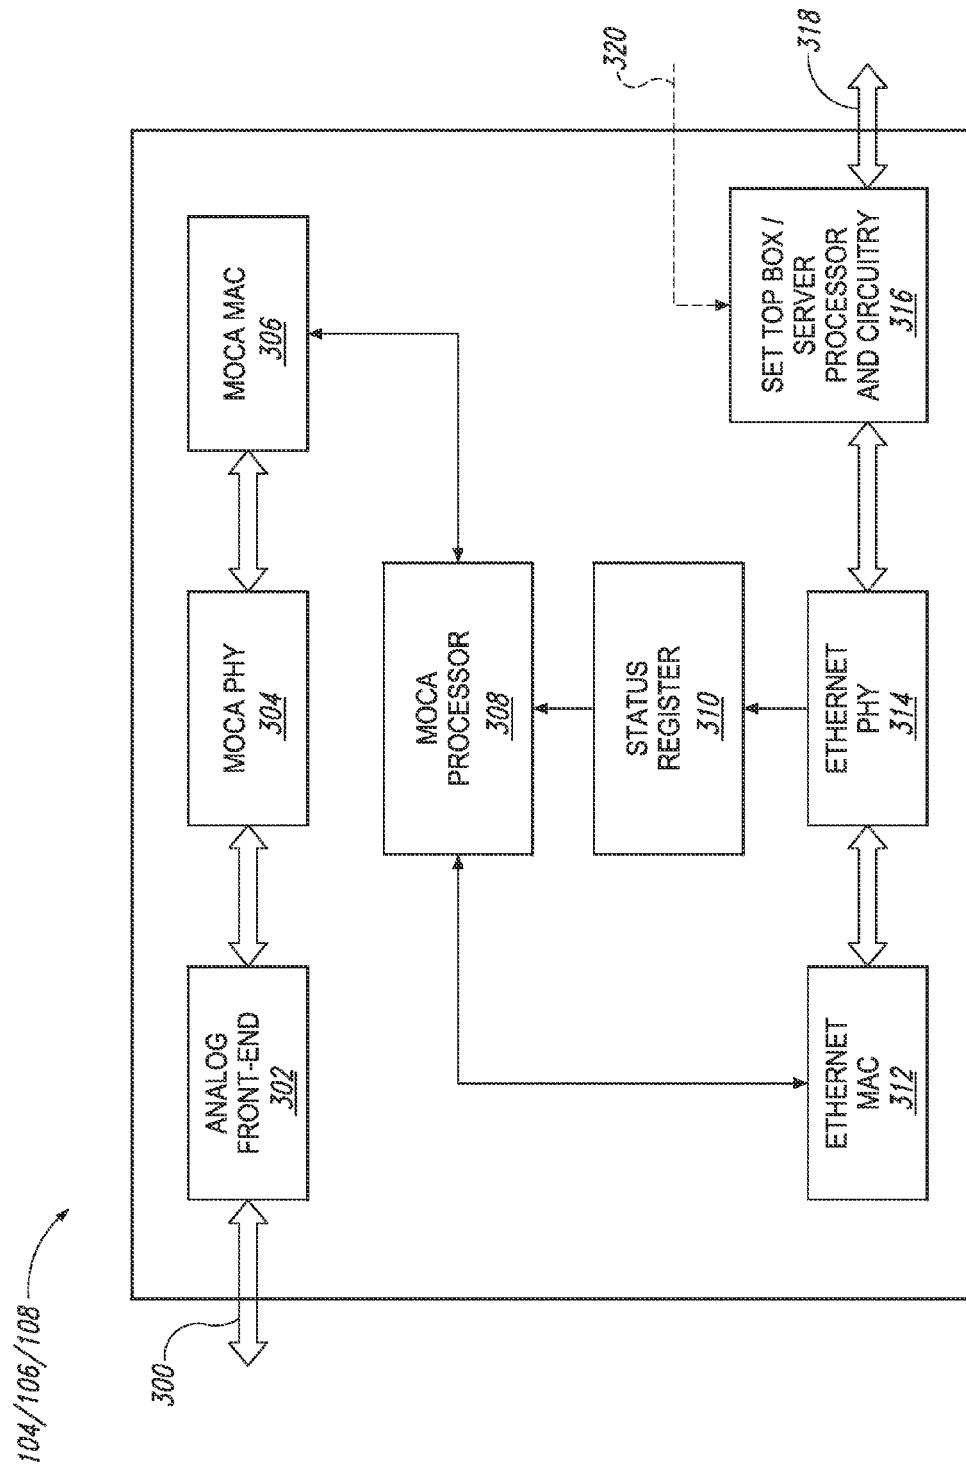 104/106/108
300
ANALOG
FRONT-END
302
MOCA PHY
304
MOCA MAC
306
MOCA
PROCESSOR
308
STATUS
REGISTER
310
320
ETHERNET
MAC
312
ETHERNET
PHY
314
SET TOP BOX /
SERVER
PROCESSOR
AND CIRCUITRY
316
318